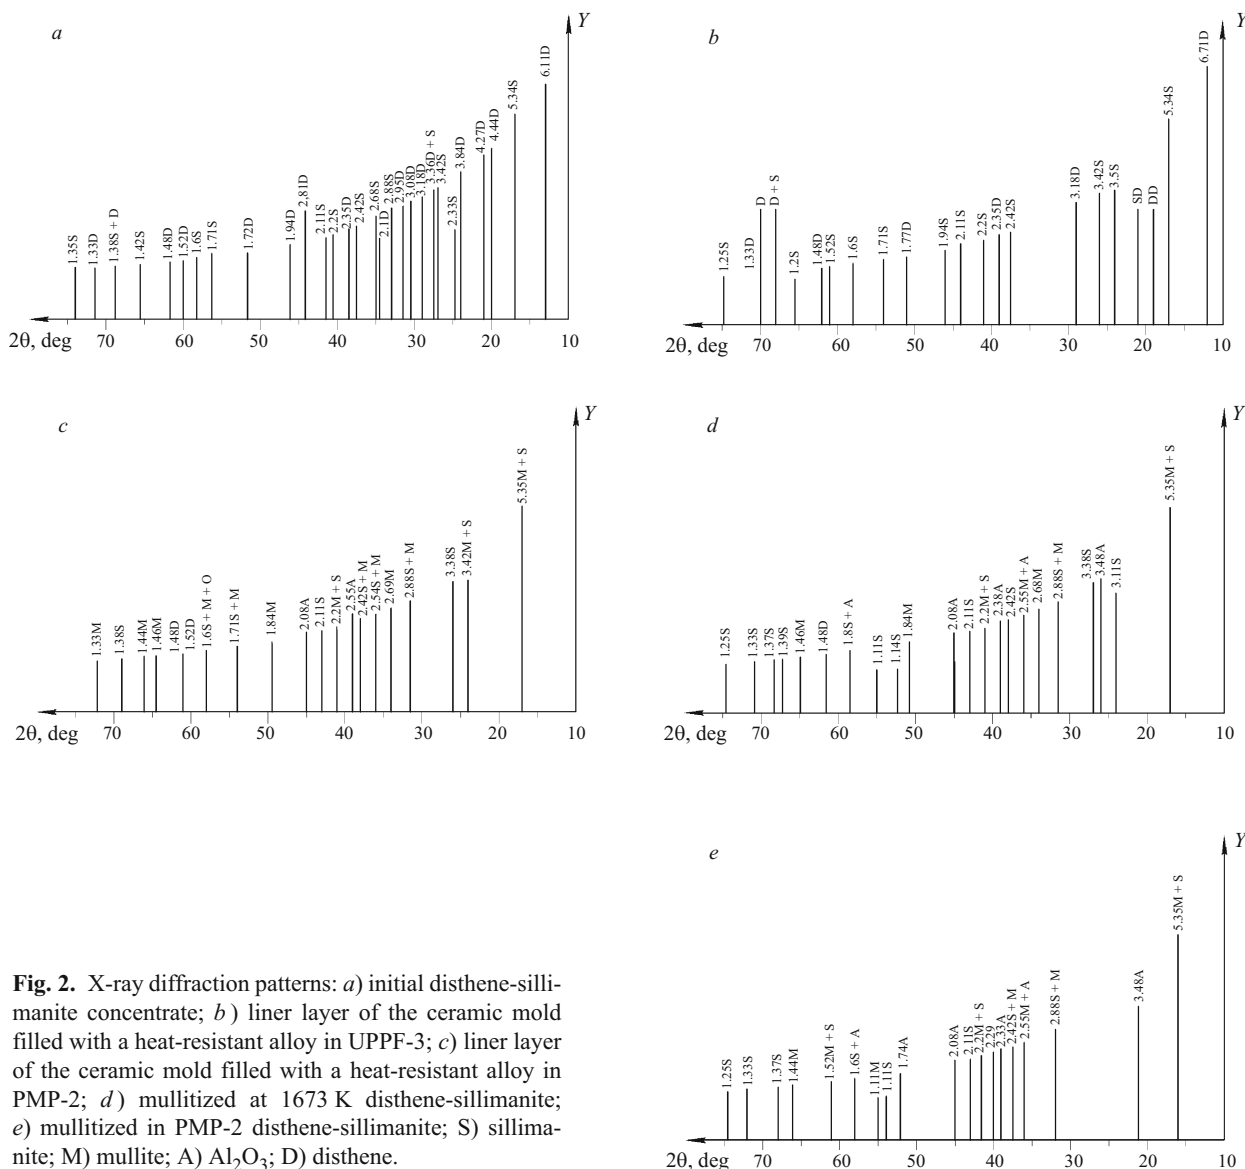 a
Y
1.35S
1.33D
1.38S + D
1.42S
1.48D
1.52D
1.6S
1.71S
1.72D
1.94D
2.81D
2.11S
2.2S
2.35D
2.42S
2.68S
2.1D
2.88S
2.95D
3.08D
3.18D
3.36D + S
3.42S
2.33S
3.84D
4.27D
4.44D
5.34S
6.11D
2θ, deg 70 60 50 40 30 20 10
b
Y
1.25S
1.33D
D
D + S
1.2S
1.48D
1.52S
1.6S
1.71S
1.77D
1.94S
2.11S
2.2S
2.35D
2.42S
3.18D
3.42S
3.5S
SD
DD
5.34S
6.71D
2θ, deg 70 60 50 40 30 20 10
c
Y
1.33M
1.38S
1.44M
1.46M
1.48D
1.52D
1.6S + M + O
1.71S + M
1.84M
2.08A
2.11S
2.2M + S
2.55A
2.42S + M
2.54S + M
2.69M
2.88S + M
3.38S
3.42M + S
5.35M + S
2θ, deg 70 60 50 40 30 20 10
d
Y
1.25S
1.33S
1.37S
1.39S
1.46M
1.48D
1.8S + A
1.11S
1.14S
1.84M
2.08A
2.11S
2.2M + S
2.38A
2.42S
2.55M + A
2.68M
2.88S + M
3.38S
3.48A
3.11S
5.35M + S
2θ, deg 70 60 50 40 30 20 10
e
Y
1.25S
1.33S
1.37S
1.44M
1.52M + S
1.6S + A
1.11M
1.11S
1.74A
2.08A
2.11S
2.2M + S
2.29
2.33A
2.42S + M
2.55M + A
2.88S + M
3.48A
5.35M + S
2θ, deg 70 60 50 40 30 20 10
Fig. 2. X-ray diffraction patterns: a) initial disthene-silli-
manite concentrate; b) liner layer of the ceramic mold
filled with a heat-resistant alloy in UPPF-3; c) liner layer
of the ceramic mold filled with a heat-resistant alloy in
PMP-2; d) mullitized at 1673 K disthene-sillimanite;
e) mullitized in PMP-2 disthene-sillimanite; S) sillima-
nite; M) mullite; A) Al₂O₃; D) disthene.